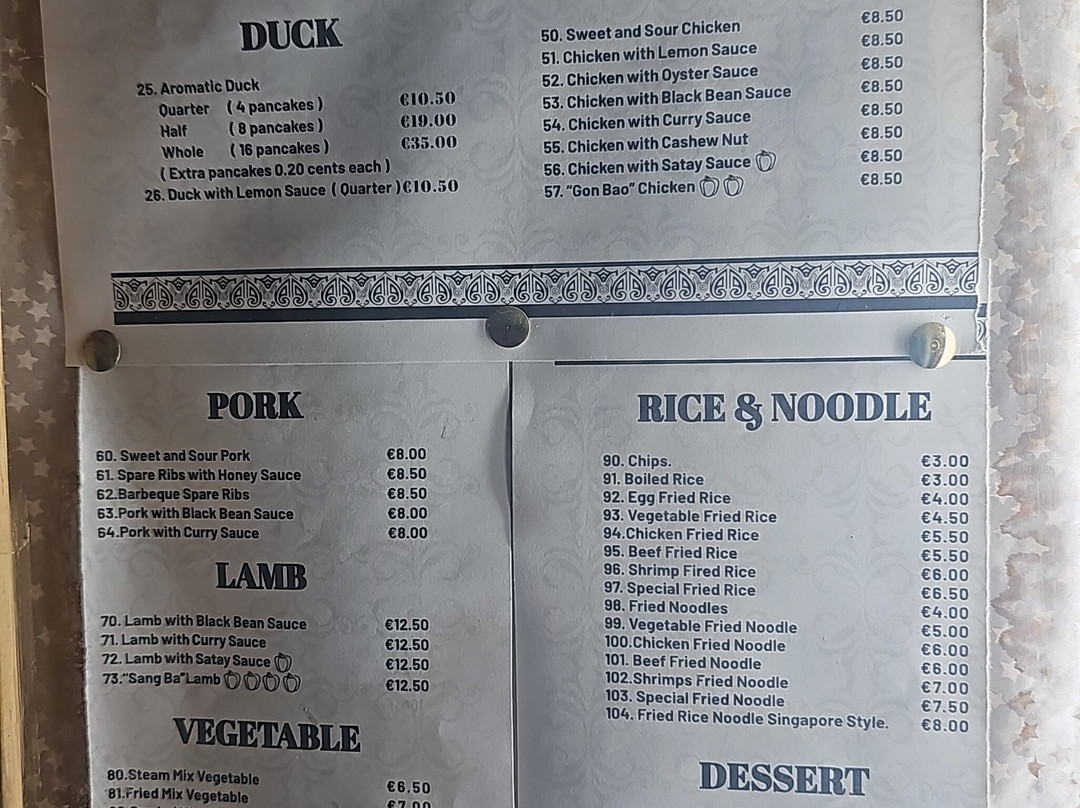 DUCK
25. Aromatic Duck
Quarter ( 4 pancakes ) €10.50
Half ( 8 pancakes ) €19.00
Whole ( 16 pancakes ) €35.00
( Extra pancakes 0.20 cents each )
26. Duck with Lemon Sauce ( Quarter )€10.50
50. Sweet and Sour Chicken €8.50
51. Chicken with Lemon Sauce €8.50
52. Chicken with Oyster Sauce €8.50
53. Chicken with Black Bean Sauce €8.50
54. Chicken with Curry Sauce €8.50
55. Chicken with Cashew Nut €8.50
56. Chicken with Satay Sauce €8.50
57. "Gon Bao" Chicken €8.50
PORK
60. Sweet and Sour Pork €8.00
61. Spare Ribs with Honey Sauce €8.50
62.Barbeque Spare Ribs €8.50
63.Pork with Black Bean Sauce €8.00
64.Pork with Curry Sauce €8.00
LAMB
70. Lamb with Black Bean Sauce €12.50
71. Lamb with Curry Sauce €12.50
72. Lamb with Satay Sauce €12.50
73."Sang Ba"Lamb €12.50
VEGETABLE
80.Steam Mix Vegetable €6.50
81.Fried Mix Vegetable €7.00
RICE & NOODLE
90. Chips. €3.00
91. Boiled Rice €3.00
92. Egg Fried Rice €4.00
93. Vegetable Fried Rice €4.50
94.Chicken Fried Rice €5.50
95. Beef Fried Rice €5.50
96. Shrimp Fired Rice €6.00
97. Special Fried Rice €6.50
98. Fried Noodles €4.00
99. Vegetable Fried Noodle €5.00
100.Chicken Fried Noodle €6.00
101. Beef Fried Noodle €6.00
102.Shrimps Fried Noodle €7.00
103. Special Fried Noodle €7.50
104. Fried Rice Noodle Singapore Style. €8.00
DESSERT